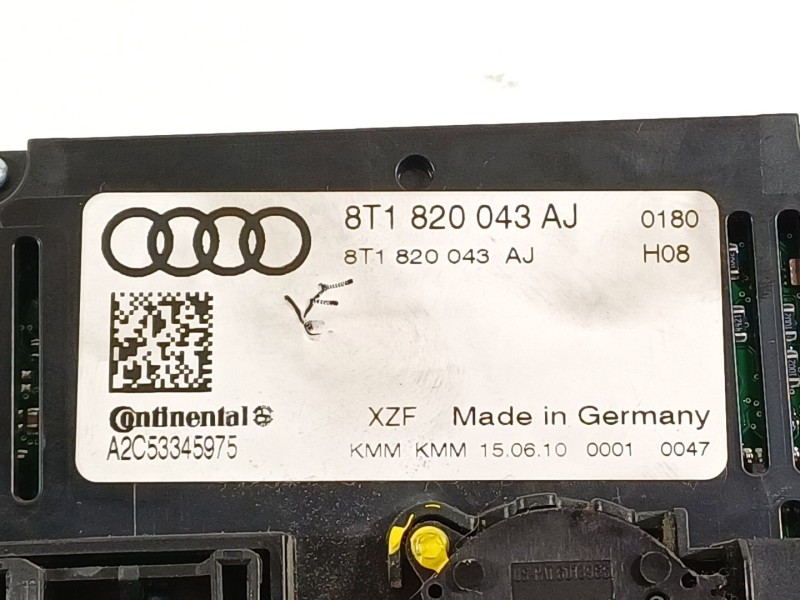 8T1 820 043 AJ 0180
8T1 820 043 AJ H08
Continental
XZF Made in Germany
A2C53345975
KMM KMM 15.06.10 0001 0047